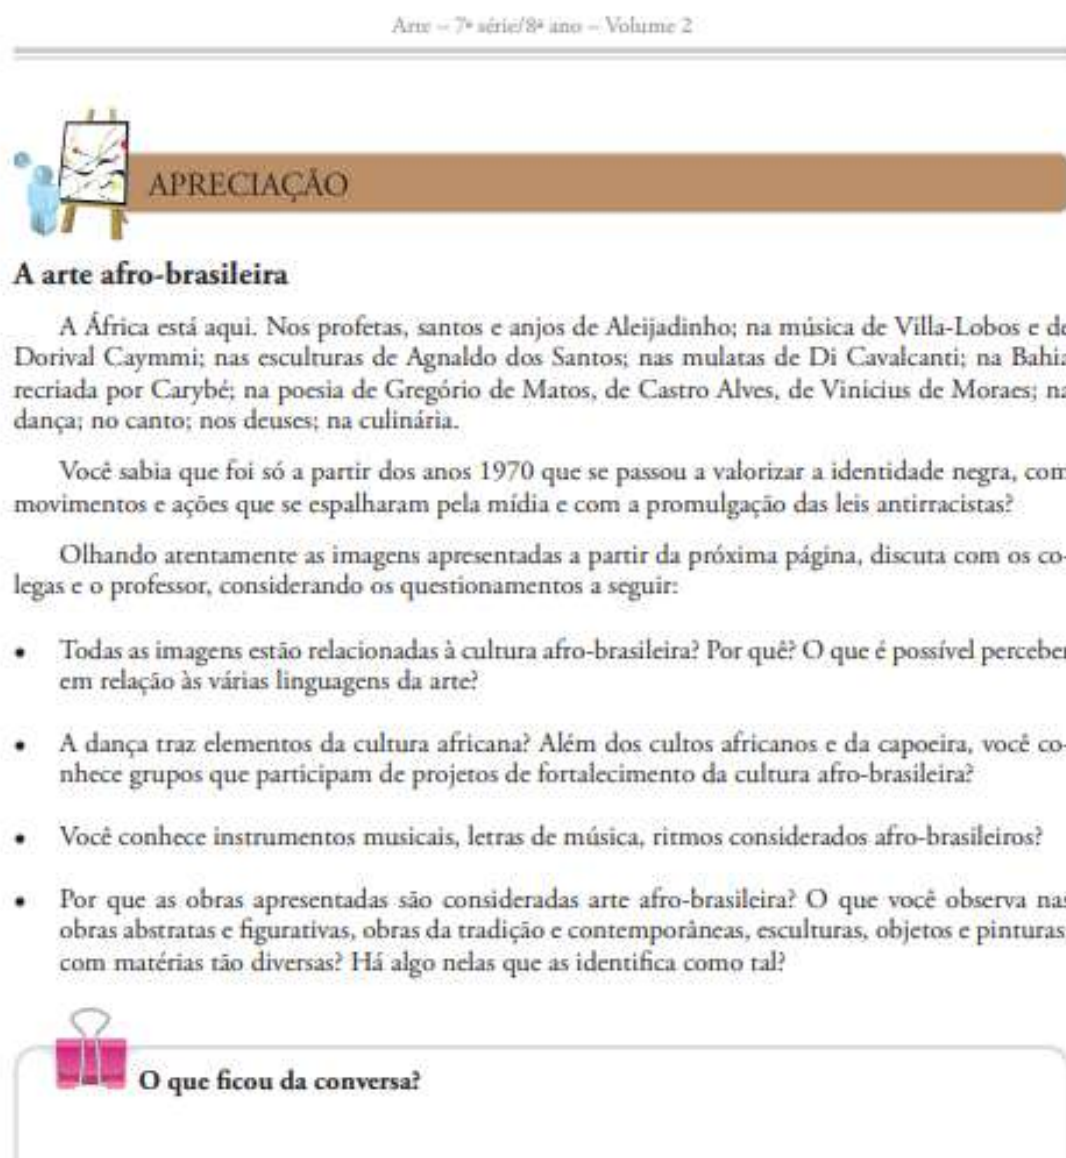 Arte – 7ª série/8º ano – Volume 2
APRECIAÇÃO
A arte afro-brasileira
A África está aqui. Nos profetas, santos e anjos de Aleijadinho; na música de Villa-Lobos e de
Dorival Caymmi; nas esculturas de Agnaldo dos Santos; nas mulatas de Di Cavalcanti; na Bahia
recriada por Carybé; na poesia de Gregório de Matos, de Castro Alves, de Vinicius de Moraes; na
dança; no canto; nos deuses; na culinária.
Você sabia que foi só a partir dos anos 1970 que se passou a valorizar a identidade negra, com
movimentos e ações que se espalharam pela mídia e com a promulgação das leis antirracistas?
Olhando atentamente as imagens apresentadas a partir da próxima página, discuta com os co-
legas e o professor, considerando os questionamentos a seguir:
• Todas as imagens estão relacionadas à cultura afro-brasileira? Por quê? O que é possível perceber
em relação às várias linguagens da arte?
• A dança traz elementos da cultura africana? Além dos cultos africanos e da capoeira, você co-
nhece grupos que participam de projetos de fortalecimento da cultura afro-brasileira?
• Você conhece instrumentos musicais, letras de música, ritmos considerados afro-brasileiros?
• Por que as obras apresentadas são consideradas arte afro-brasileira? O que você observa nas
obras abstratas e figurativas, obras da tradição e contemporâneas, esculturas, objetos e pinturas
com matérias tão diversas? Há algo nelas que as identifica como tal?
O que ficou da conversa?